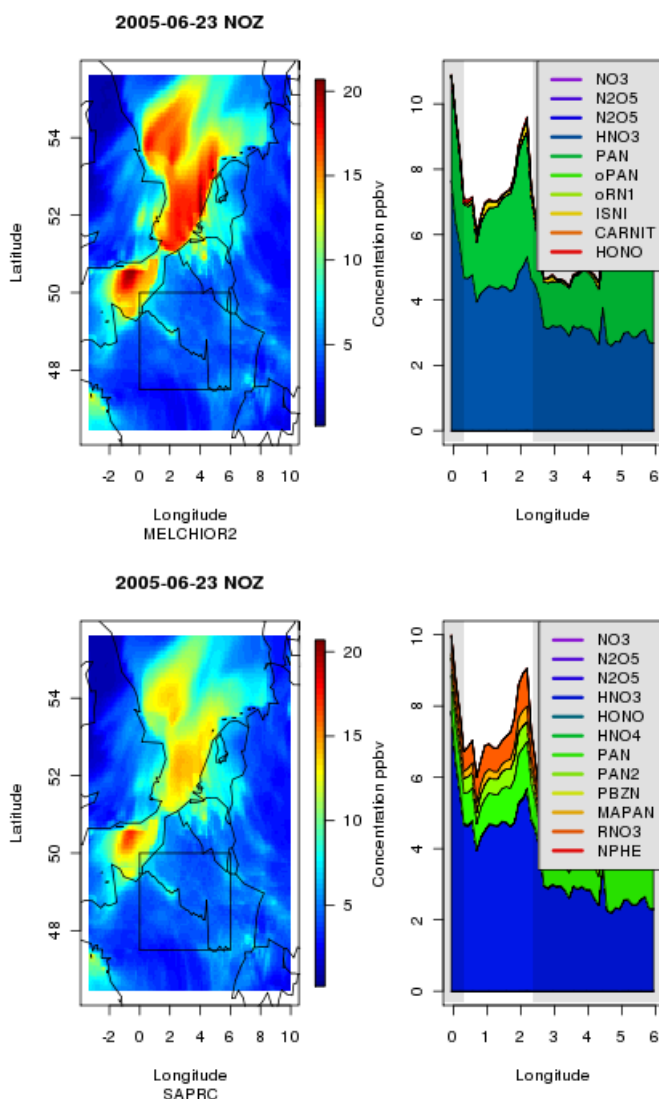 2005-06-23 NOZ
Latitude
48
50
52
54
-2
0
2
4
6
8
10
Longitude
MELCHIOR2
Concentration ppbv
5
10
15
20
0
2
4
6
8
10
0
1
2
3
4
5
6
Longitude
NO3
N2O5
N2O5
HNO3
PAN
oPAN
oRN1
ISNI
CARNIT
HONO
2005-06-23 NOZ
Latitude
48
50
52
54
-2
0
2
4
6
8
10
Longitude
SAPRC
Concentration ppbv
5
10
15
20
0
2
4
6
8
10
0
1
2
3
4
5
6
Longitude
NO3
N2O5
N2O5
HNO3
HONO
HNO4
PAN
PAN2
PBZN
MAPAN
RNO3
NPHE